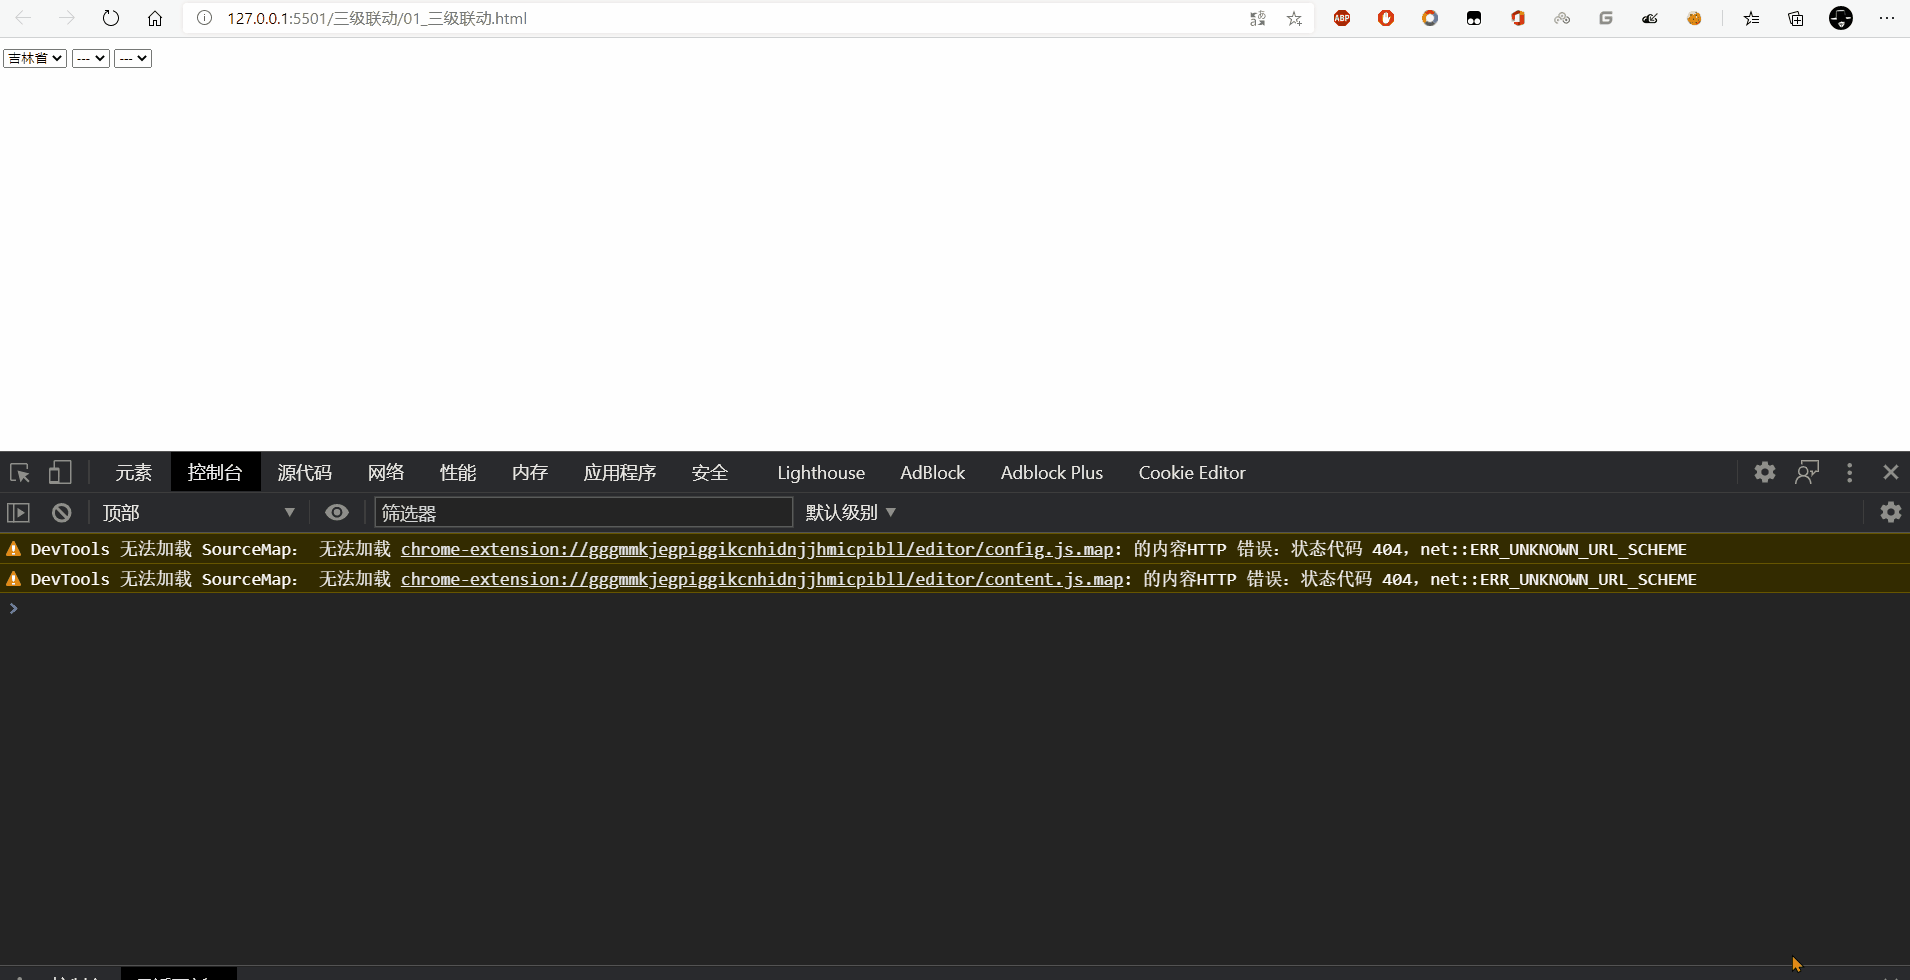 127.0.0.1:5501/三级联动/01_三级联动.html
吉林省 --- ---
元素 控制台 源代码 网络 性能 内存 应用程序 安全 Lighthouse AdBlock Adblock Plus Cookie Editor
顶部 筛选器 默认级别
DevTools 无法加载 SourceMap: 无法加载 chrome-extension://gggmmkjegpiggikcnhidnjjhmicpibll/editor/config.js.map: 的内容HTTP 错误: 状态代码 404, net::ERR_UNKNOWN_URL_SCHEME
DevTools 无法加载 SourceMap: 无法加载 chrome-extension://gggmmkjegpiggikcnhidnjjhmicpibll/editor/content.js.map: 的内容HTTP 错误: 状态代码 404, net::ERR_UNKNOWN_URL_SCHEME